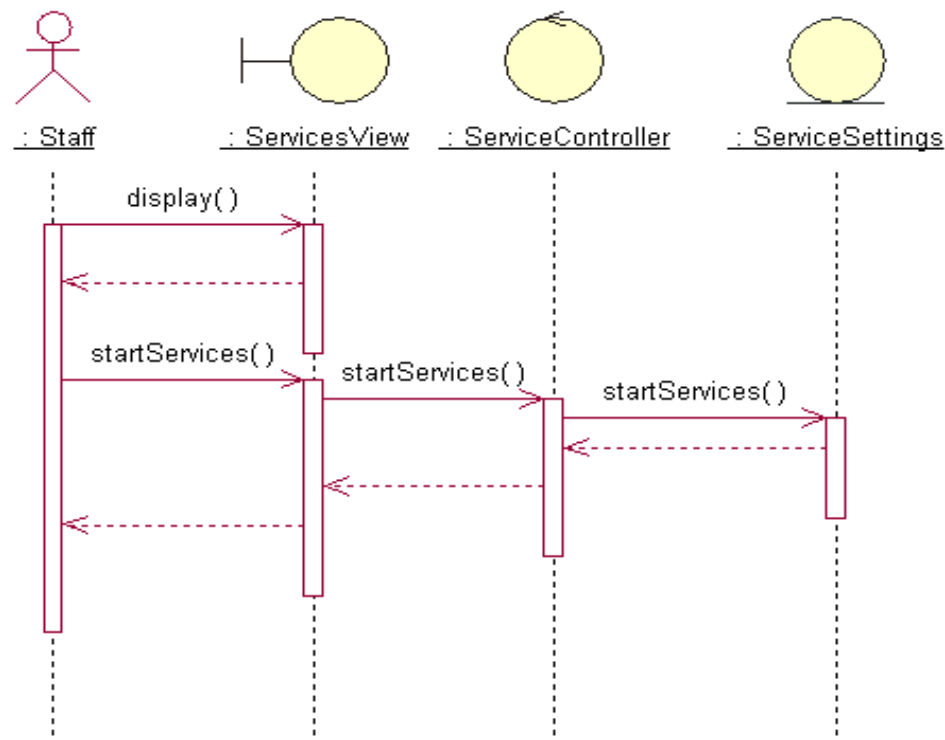 : Staff
: ServicesView
: ServiceController
: ServiceSettings
display( )
startServices( )
startServices( )
startServices( )